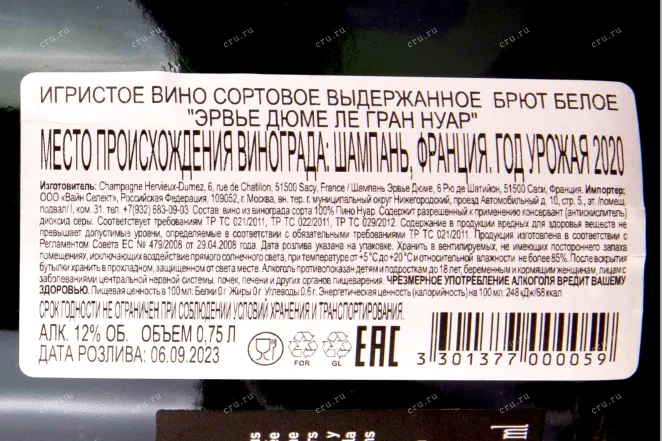 ИГРИСТОЕ ВИНО СОРТОВОЕ ВЫДЕРЖАННОЕ БРЮТ БЕЛОЕ
"ЭРВЬЕ ДЮМЕ ЛЕ ГРАН НУАР"
МЕСТО ПРОИСХОЖДЕНИЯ ВИНОГРАДА: ШАМПАНЬ, ФРАНЦИЯ. ГОД УРОЖАЯ 2020
Изготовитель: Champagne Hervieux-Dumez, 6, rue de Chatillon, 51500 Sacy, France / Шампань Эрвье Дюме, 6 Рю де Шатийон, 51500 Саси, Франция. Импортер:
ООО «Вайн Селект», Российская Федерация, 109052, г. Москва, вн. тер. г. муниципальный округ Нижегородский, проезд Автомобильный д. 10, стр. 5., эт./помещ.
подвал/I, ком. 31. тел. +7(932) 683-09-03. Состав: вино из винограда сорта 100% Пино Нуар. Содержит разрешенный к применению консервант (антиокислитель)
диоксид серы. Соответствует требованиям ТР ТС 021/2011, ТР ТС 022/2011, ТР ТС 029/2012. Содержание в продукции вредных для здоровья веществ не
превышает допустимые уровни, определяемые в соответствии с требованиями ТР ТС 021/2011. Продукция изготовлена в соответствии с
Регламентом Совета ЕС № 479/2008 от 29.04.2008 год. Дата розлива указана на упаковке. Хранить в вентилируемых, не имеющих постороннего запаха
помещениях, исключающих воздействие прямого солнечного света, при температуре от +5°С до +20°С и относительной влажности не более 85%. После вскрытия
бутылки хранить в прохладном, защищенном от света месте. Алкоголь противопоказан детям и подросткам до 18 лет, беременным и кормящим женщинам, лицам с
заболеваниями центральной нервной системы, почек, печени и других органов пищеварения. ЧРЕЗМЕРНОЕ УПОТРЕБЛЕНИЕ АЛКОГОЛЯ ВРЕДИТ ВАШЕМУ
ЗДОРОВЬЮ. Пищевая ценность в 100 мл: Белки 0 г Жиры 0 г Углеводы 0,6 г. Энергетическая ценность (калорийность) на 100 мл: 248 кДж/68 ккал
СРОК ГОДНОСТИ НЕ ОГРАНИЧЕН ПРИ СОБЛЮДЕНИИ УСЛОВИЙ ХРАНЕНИЯ И ТРАНСПОРТИРОВАНИЯ.
АЛК. 12% ОБ. ОБЪЕМ 0,75 Л
ДАТА РОЗЛИВА: 06.09.2023
FOR
GL
EAC
3 301377 000059
ml
cru.ru